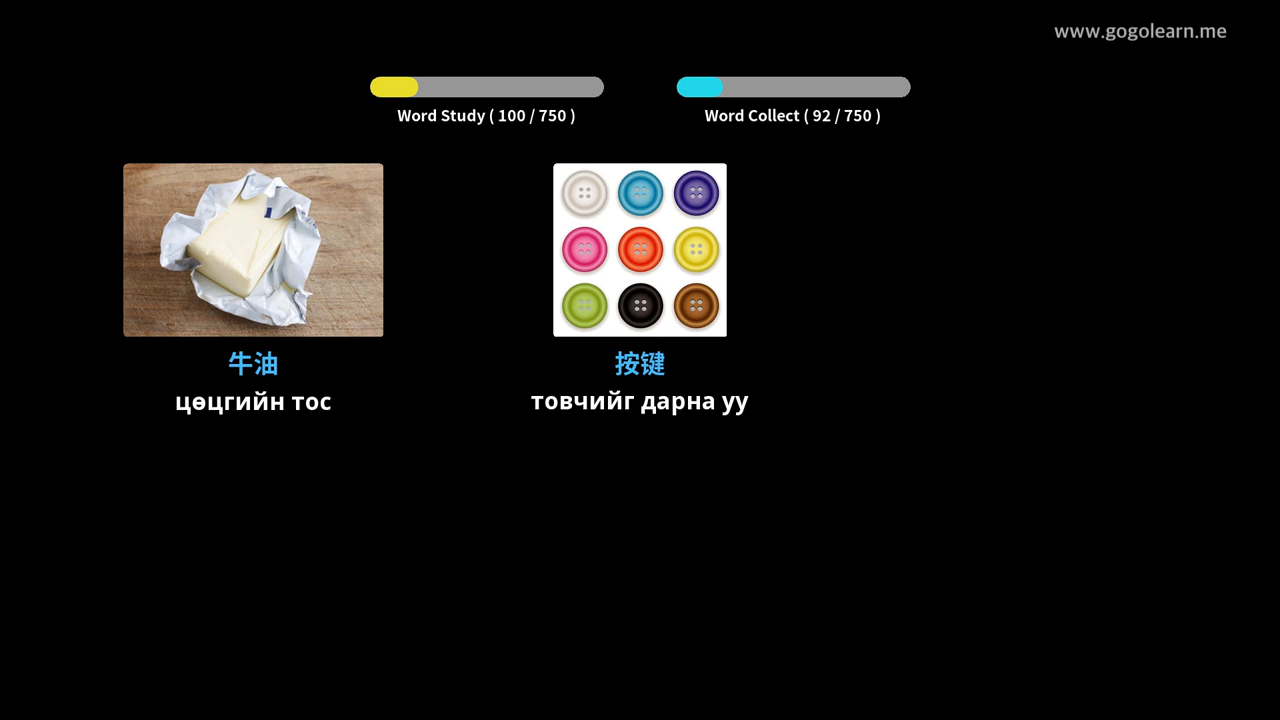 www.gogolearn.me
Word Study ( 100 / 750 )
Word Collect ( 92 / 750 )
牛油
цөцгийн тос
按键
товчийг дарна уу